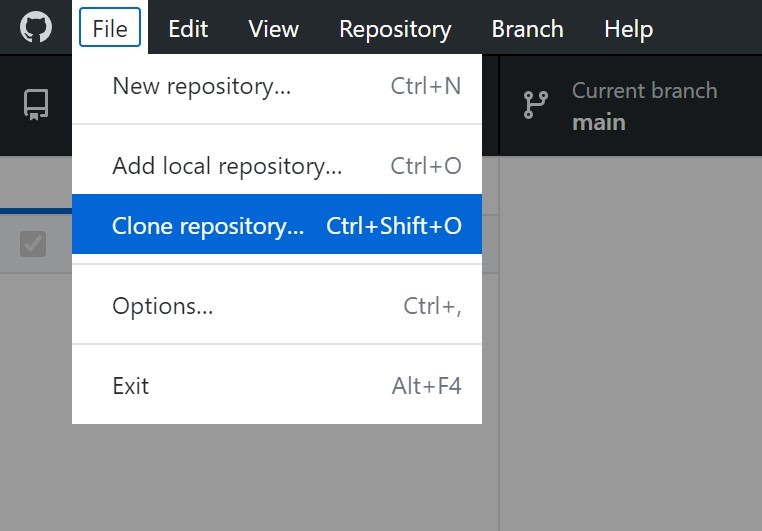 File Edit View Repository Branch Help
New repository... Ctrl+N
Current branch
main
Add local repository... Ctrl+O
Clone repository... Ctrl+Shift+O
Options... Ctrl+,
Exit Alt+F4